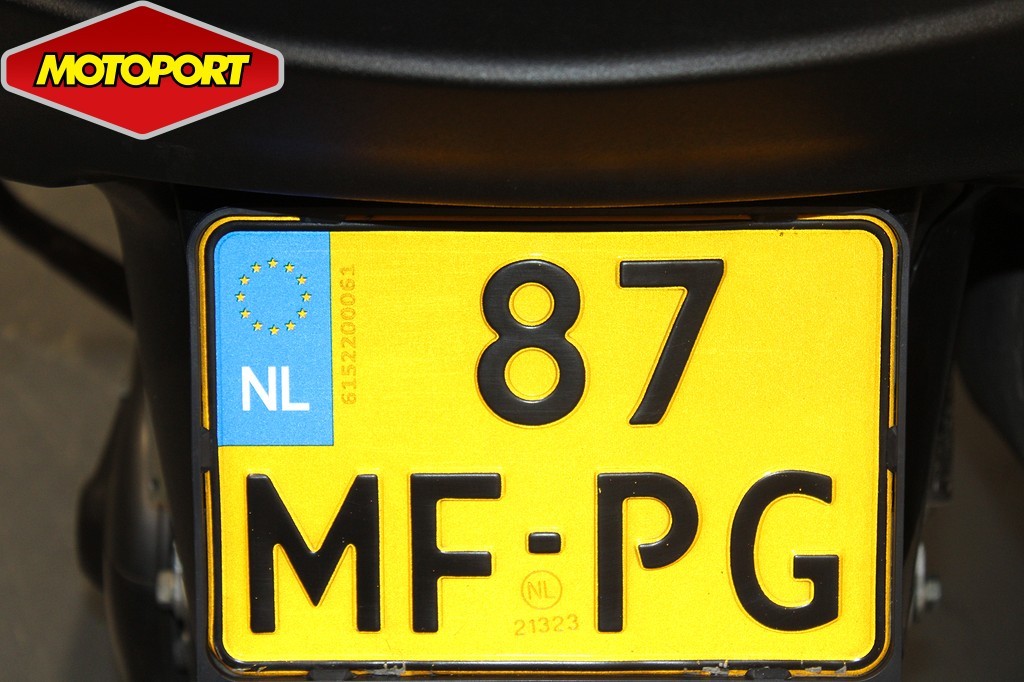 MOTOPORT
NL
6152200061
87
MF-PG
NL
21323